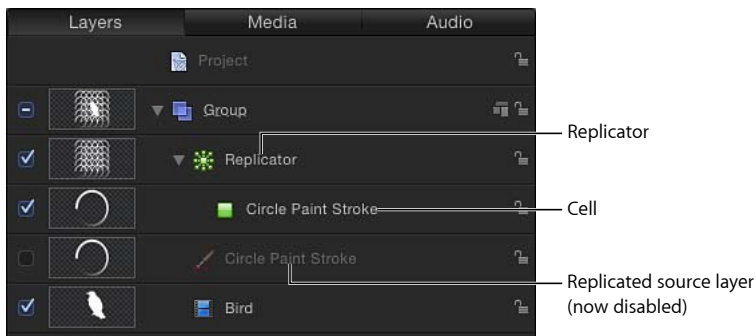 Layers Media Audio
Project
Group
Replicator
Replicator
Circle Paint Stroke
Cell
Circle Paint Stroke
Replicated source layer
(now disabled)
Bird